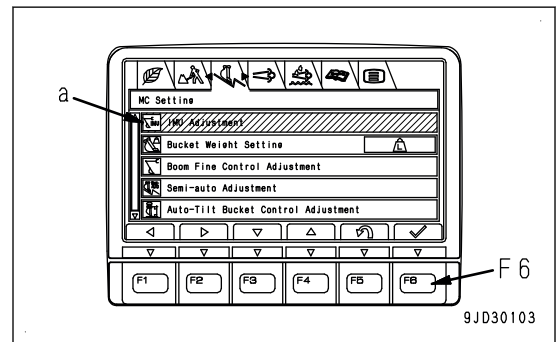 a
MC Setting
IMU Adjustment
Bucket Weight Setting
L
Boom Fine Control Adjustment
Semi-auto Adjustment
Auto-Tilt Bucket Control Adjustment
F1 F2 F3 F4 F5 F6
F6
9JD30103